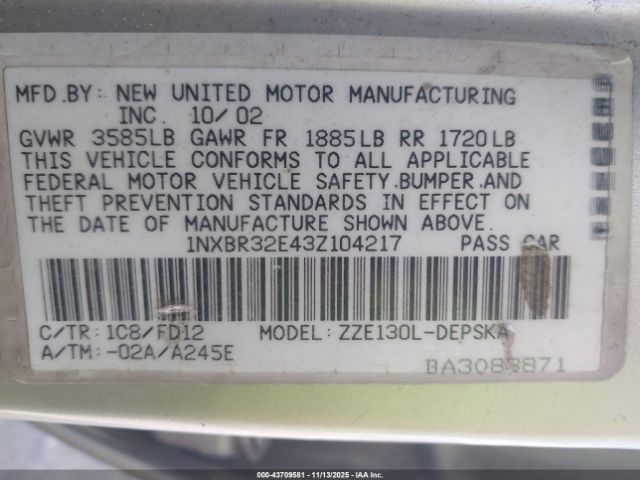 MFD.BY: NEW UNITED MOTOR MANUFACTURING
INC. 10/02
GVWR 3585LB GAWR FR 1885LB RR 1720LB
THIS VEHICLE CONFORMS TO ALL APPLICABLE
FEDERAL MOTOR VEHICLE SAFETY,BUMPER,AND
THEFT PREVENTION STANDARDS IN EFFECT ON
THE DATE OF MANUFACTURE SHOWN ABOVE.
1NXBR32E43Z104217 PASS CAR
C/TR: 1C8/FD12 MODEL: ZZE130L-DEPSKA
A/TM: -02A/A245E
BA3083871
000-43709581 | 11/13/2025 - IAA Inc.